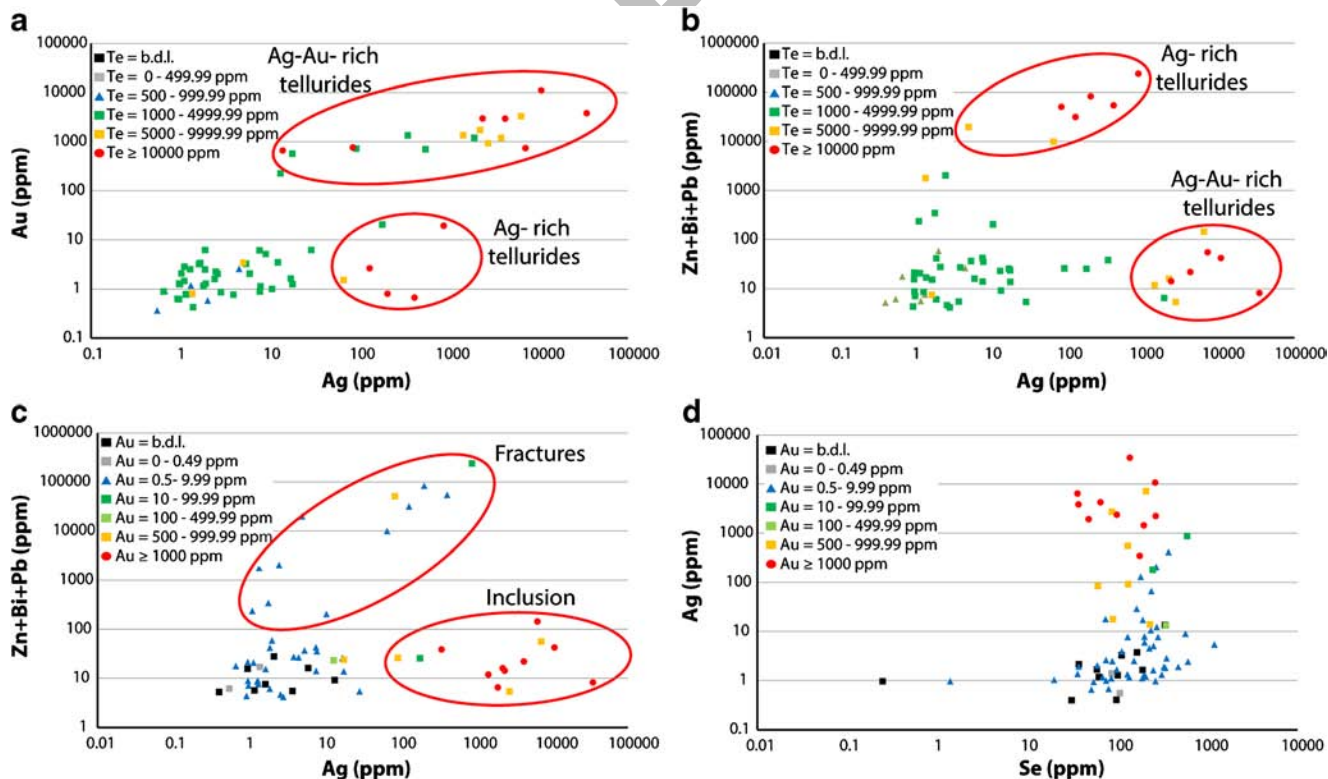 a
100000
10000
1000
100
10
1
0.1
Au (ppm)
Te = b.d.l.
Te = 0 - 499.99 ppm
Te = 500 - 999.99 ppm
Te = 1000 - 4999.99 ppm
Te = 5000 - 9999.99 ppm
Te ≥ 10000 ppm
Ag-Au- rich
tellurides
Ag- rich
tellurides
0.1 1 10 100 1000 10000 100000
Ag (ppm)
b
1000000
100000
10000
1000
100
10
1
Zn+Bi+Pb (ppm)
Te = b.d.l.
Te = 0 - 499.99 ppm
Te = 500 - 999.99 ppm
Te = 1000 - 4999.99 ppm
Te = 5000 - 9999.99 ppm
Te ≥ 10000 ppm
Ag- rich
tellurides
Ag-Au- rich
tellurides
0.01 0.1 1 10 100 1000 10000 100000
Ag (ppm)
c
1000000
100000
10000
1000
100
10
1
Zn+Bi+Pb (ppm)
Au = b.d.l.
Au = 0 - 0.49 ppm
Au = 0.5- 9.99 ppm
Au = 10 - 99.99 ppm
Au = 100 - 499.99 ppm
Au = 500 - 999.99 ppm
Au ≥ 1000 ppm
Fractures
Inclusion
0.01 0.1 1 10 100 1000 10000 100000
Ag (ppm)
d
100000
10000
1000
100
10
1
0.1
Ag (ppm)
Au = b.d.l.
Au = 0 - 0.49 ppm
Au = 0.5- 9.99 ppm
Au = 10 - 99.99 ppm
Au = 100 - 499.99 ppm
Au = 500 - 999.99 ppm
Au ≥ 1000 ppm
0.01 0.1 1 10 100 1000 10000
Se (ppm)